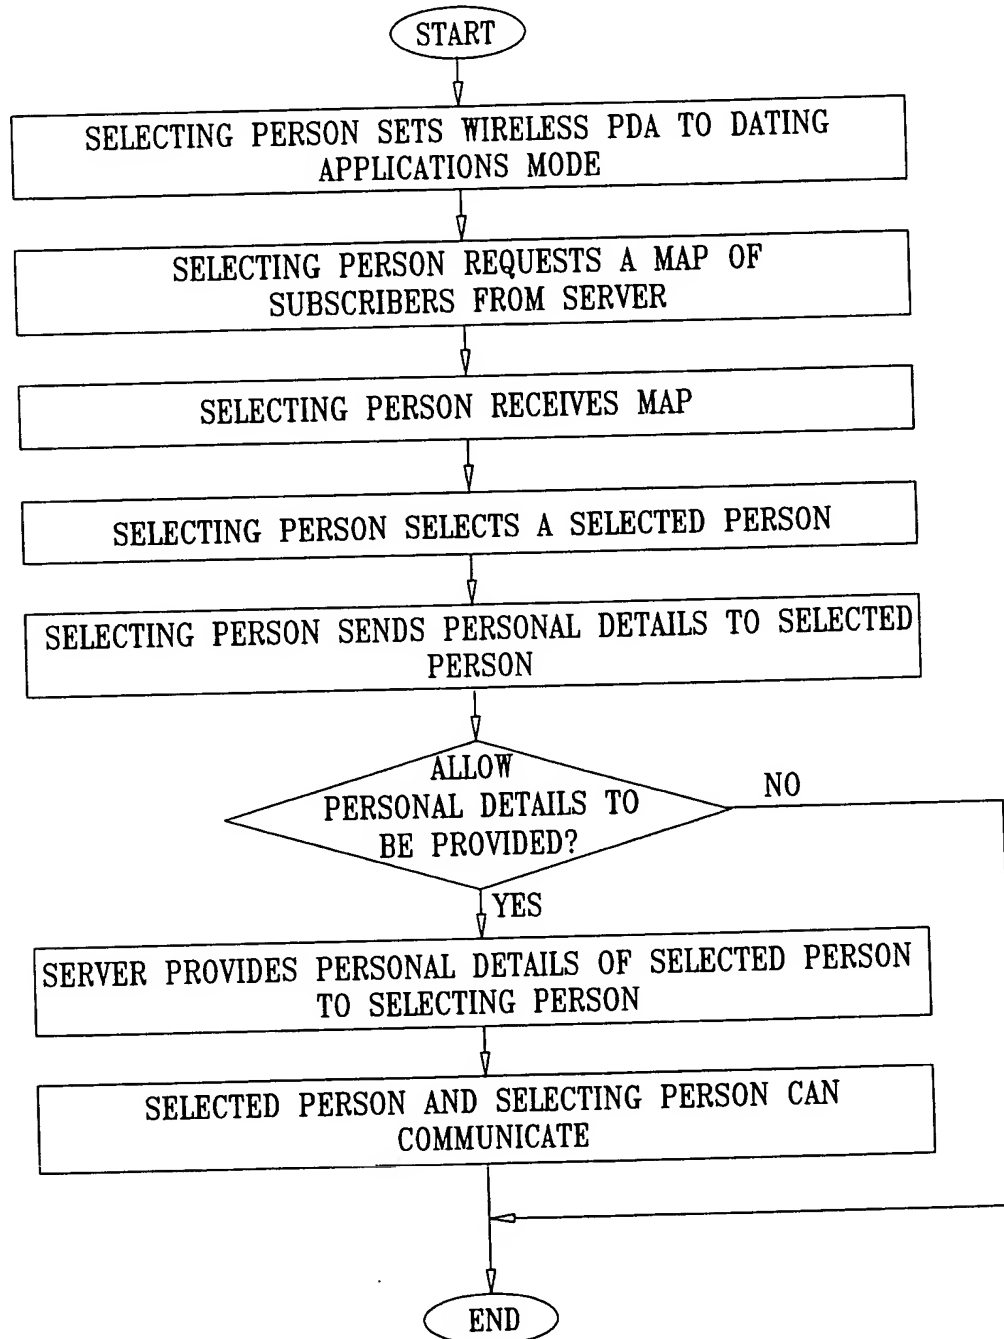 START
SELECTING PERSON SETS WIRELESS PDA TO DATING
APPLICATIONS MODE
SELECTING PERSON REQUESTS A MAP OF
SUBSCRIBERS FROM SERVER
SELECTING PERSON RECEIVES MAP
SELECTING PERSON SELECTS A SELECTED PERSON
SELECTING PERSON SENDS PERSONAL DETAILS TO SELECTED
PERSON
ALLOW
PERSONAL DETAILS TO
BE PROVIDED?
NO
YES
SERVER PROVIDES PERSONAL DETAILS OF SELECTED PERSON
TO SELECTING PERSON
SELECTED PERSON AND SELECTING PERSON CAN
COMMUNICATE
END